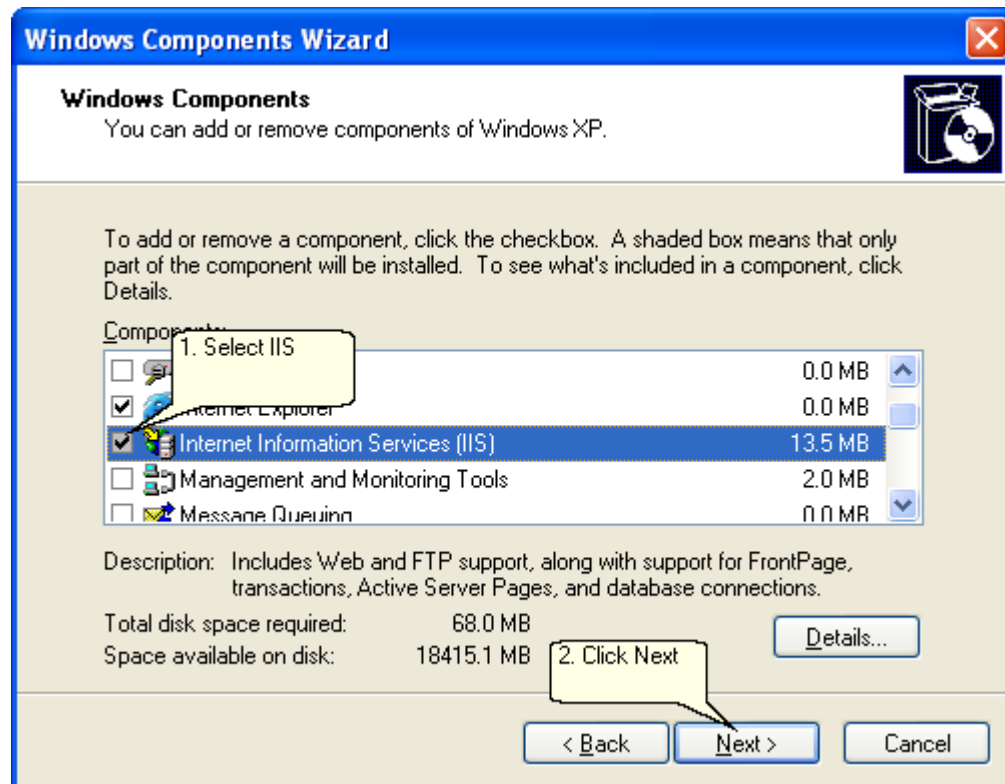 Windows Components Wizard
Windows Components
You can add or remove components of Windows XP.
To add or remove a component, click the checkbox.  A shaded box means that only
part of the component will be installed.  To see what's included in a component, click
Details.
Components:
1. Select IIS
0.0 MB
Internet Explorer 0.0 MB
Internet Information Services (IIS) 13.5 MB
Management and Monitoring Tools 2.0 MB
Message Queuing 0.0 MB
Description: Includes Web and FTP support, along with support for FrontPage,
transactions, Active Server Pages, and database connections.
Total disk space required: 68.0 MB
Space available on disk: 18415.1 MB
Details...
2. Click Next
< Back
Next >
Cancel